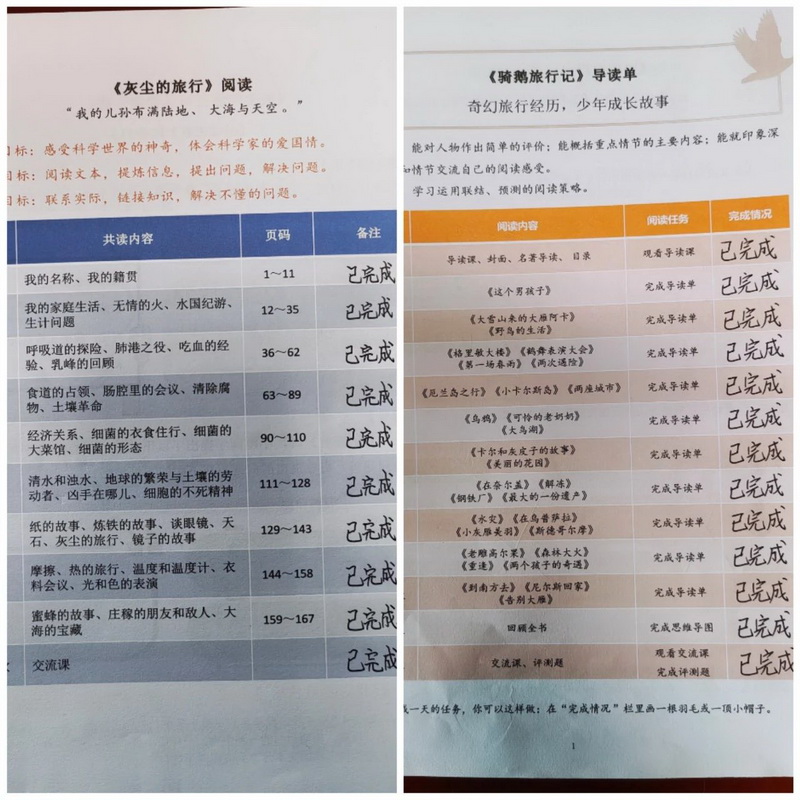 《灰尘的旅行》阅读
“我的儿孙布满陆地、大海与天空。”
目标：感受科学世界的神奇，体会科学家的爱国情。
目标：阅读文本，提炼信息，提出问题，解决问题。
目标：联系实际，链接知识，解决不懂的问题。
共读内容 页码 备注
我的名称、我的籍贯 1～11 已完成
我的家庭生活、无情的火、水国纪游、
生计问题 12～35 已完成
呼吸道的探险、肺港之役、吃血的经
验、乳峰的回顾 36～62 已完成
食道的占领、肠腔里的会议、清除腐
物、土壤革命 63～89 已完成
经济关系、细菌的衣食住行、细菌的
大菜馆、细菌的形态 90～110 已完成
清水和浊水、地球的繁荣与土壤的劳
动者、凶手在哪儿、细胞的不死精神 111～128 已完成
纸的故事、炼铁的故事、谈眼镜、天
石、灰尘的旅行、镜子的故事 129～143 已完成
摩擦、热的旅行、温度和温度计、衣
料会议、光和色的表演 144～158 已完成
蜜蜂的故事、庄稼的朋友和敌人、大
海的宝藏 159～167 已完成
交流课 已完成
《骑鹅旅行记》导读单
奇幻旅行经历，少年成长故事
能对人物作出简单的评价；能概括重点情节的主要内容；能就印象深
和情节交流自己的阅读感受。
学习运用联结、预测的阅读策略。
阅读内容 阅读任务 完成情况
导读课、封面、名著导读、目录 观看导读课 已完成
《这个男孩子》 完成导读单 已完成
《大雪山来的大雁阿卡》
《野鸟的生活》 完成导读单 已完成
《格里敏大楼》《鹤舞表演大会》
《第一场春雨》《两次遇险》 完成导读单 已完成
《厄兰岛之行》《小卡尔斯岛》《两座城市》 完成导读单 已完成
《乌鸦》《可怜的老奶奶》
《大鸟湖》 完成导读单 已完成
《卡尔和灰皮子的故事》
《美丽的花园》 完成导读单 已完成
《在奈尔盖》《解冻》
《钢铁厂》《最大的一份遗产》 完成导读单 已完成
《水灾》《在乌普萨拉》
《小灰雁美羽》《斯德哥尔摩》 完成导读单 已完成
《老雕高尔果》《森林大火》
《重逢》《两个孩子的奇遇》 完成导读单 已完成
《到南方去》《尼尔斯回家》
《告别大雁》 完成导读单 已完成
回顾全书 完成思维导图 已完成
交流课、评测题 观看交流课
完成评测题 已完成
一天的任务，你可以这样做：在“完成情况”栏里画一根羽毛或一顶小帽子。
1